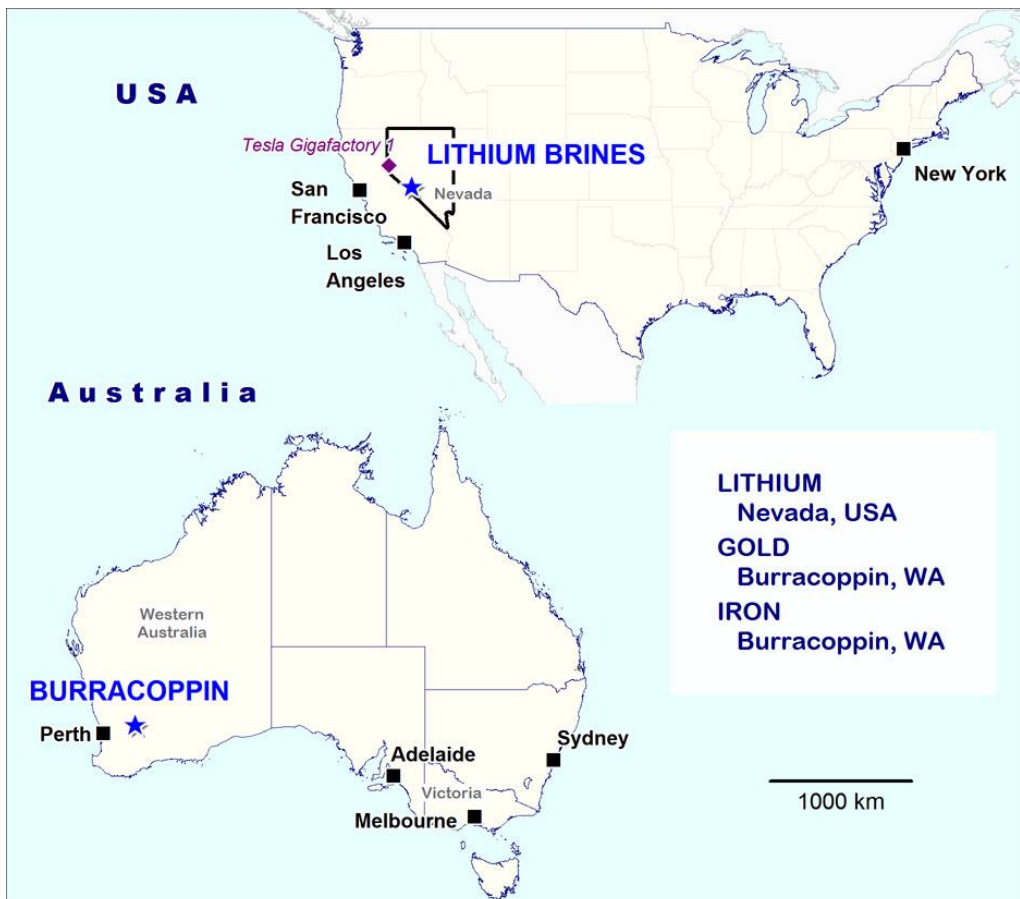 USA
Tesla Gigafactory 1
LITHIUM BRINES
Nevada
San
Francisco
Los
Angeles
New York
Australia
LITHIUM
Nevada, USA
GOLD
Burracoppin, WA
IRON
Burracoppin, WA
Western
Australia
BURRACOPPIN
Perth
Adelaide
Sydney
Victoria
Melbourne
1000 km